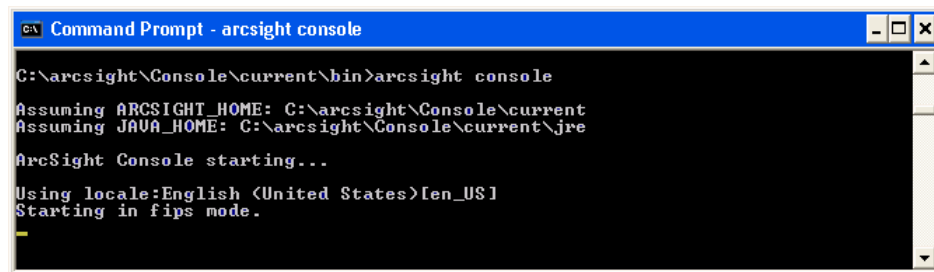 Command Prompt - arcsight console
C:\arcsight\Console\current\bin>arcsight console
Assuming ARCSIGHT_HOME: C:\arcsight\Console\current
Assuming JAVA_HOME: C:\arcsight\Console\current\jre
ArcSight Console starting...
Using locale:English (United States)[en_US]
Starting in fips mode.